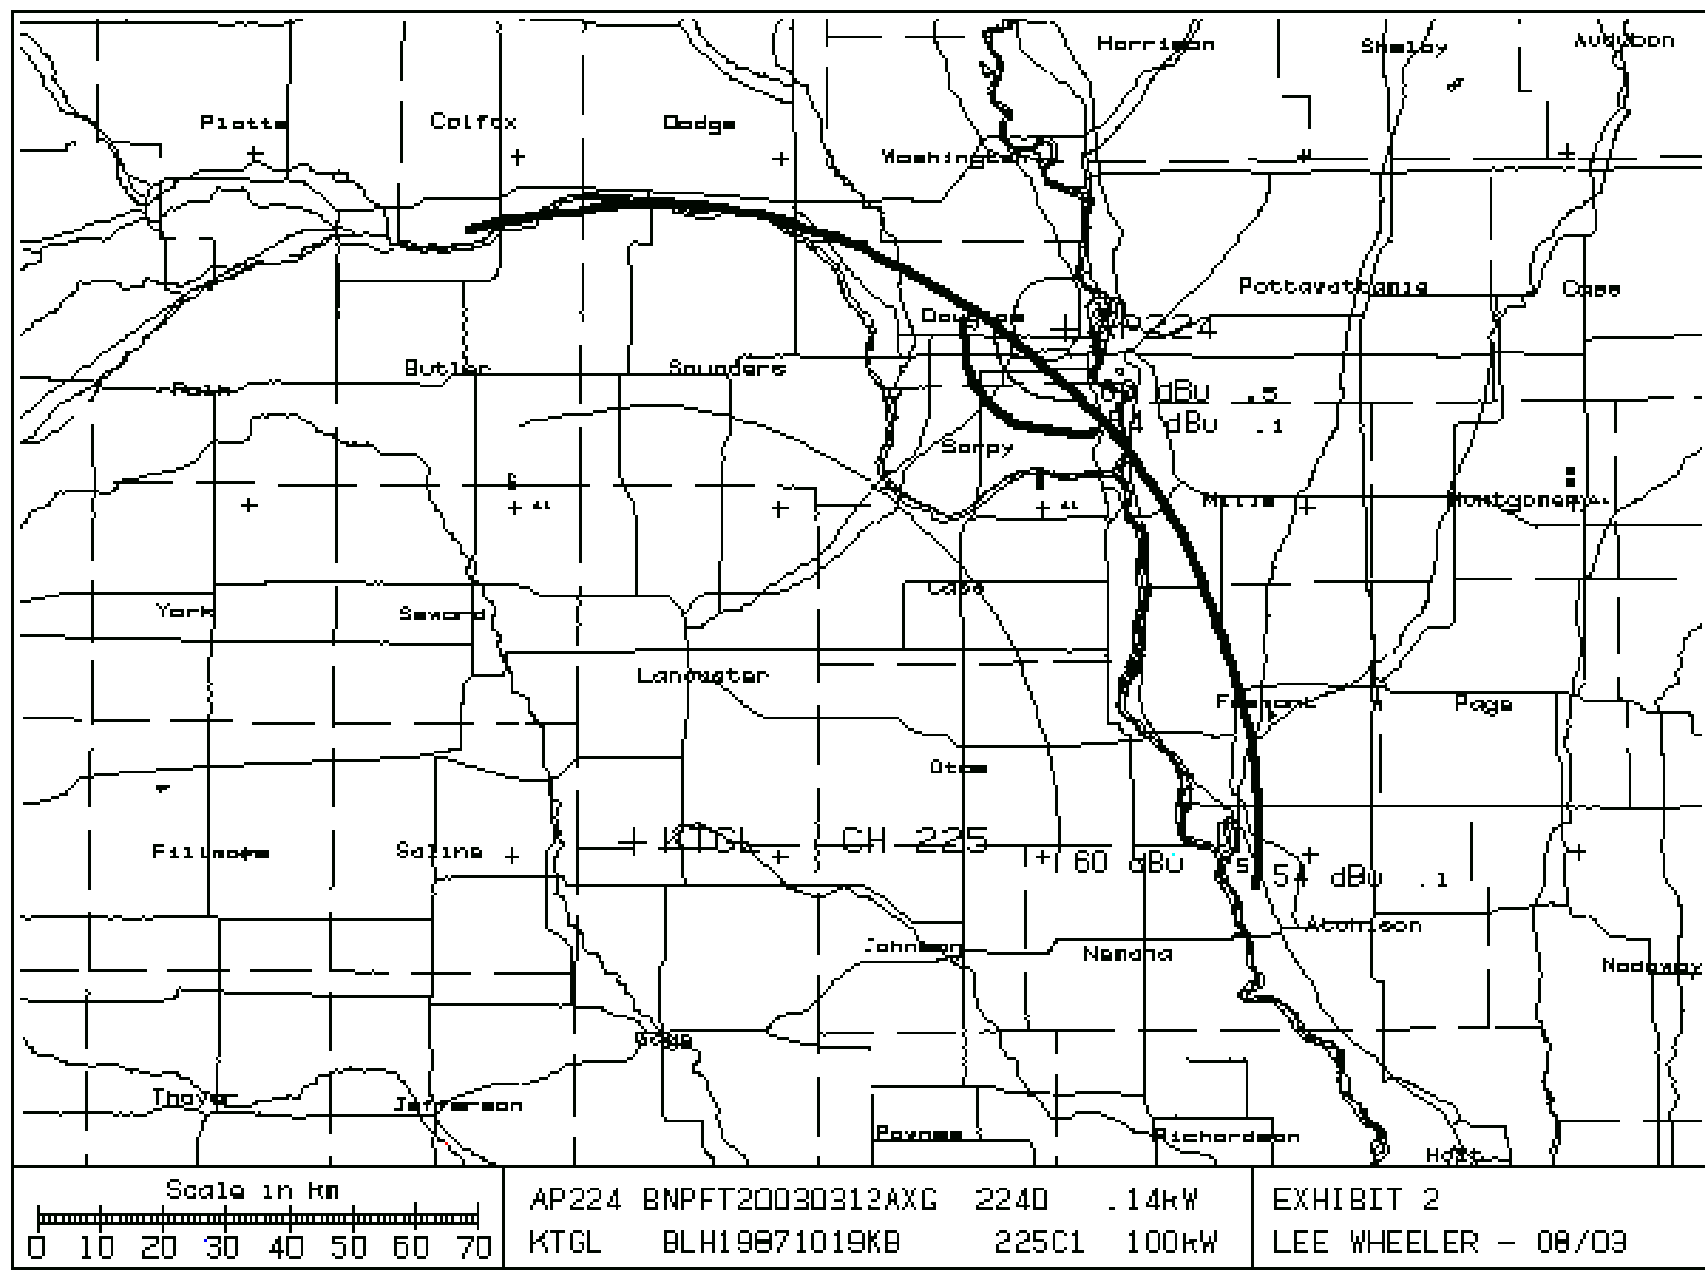 Harrison Shelby Audubon
Platte Colfax Dodge
Washington
Pottawattamie Cass
Douglas 224
Butler Saunders
Polk
dBu .5
54 dBu .1
Sarpy
Mills Montgomery
Cass
York Seward
Lancaster
Fremont Page
Otoe
+ KTGL CH 225
Fillmore Saline
60 dBu .5 54 dBu .1
Atchison
Johnson Nemaha
Nodaway
Gage
Thayer Jefferson
Pawnee Richardson
Holt
Scale in km
0 10 20 30 40 50 60 70
AP224 BNPFT20030312AXG 224D .14kW
KTGL BLH19871019KB 225C1 100kW
EXHIBIT 2
LEE WHEELER - 08/03